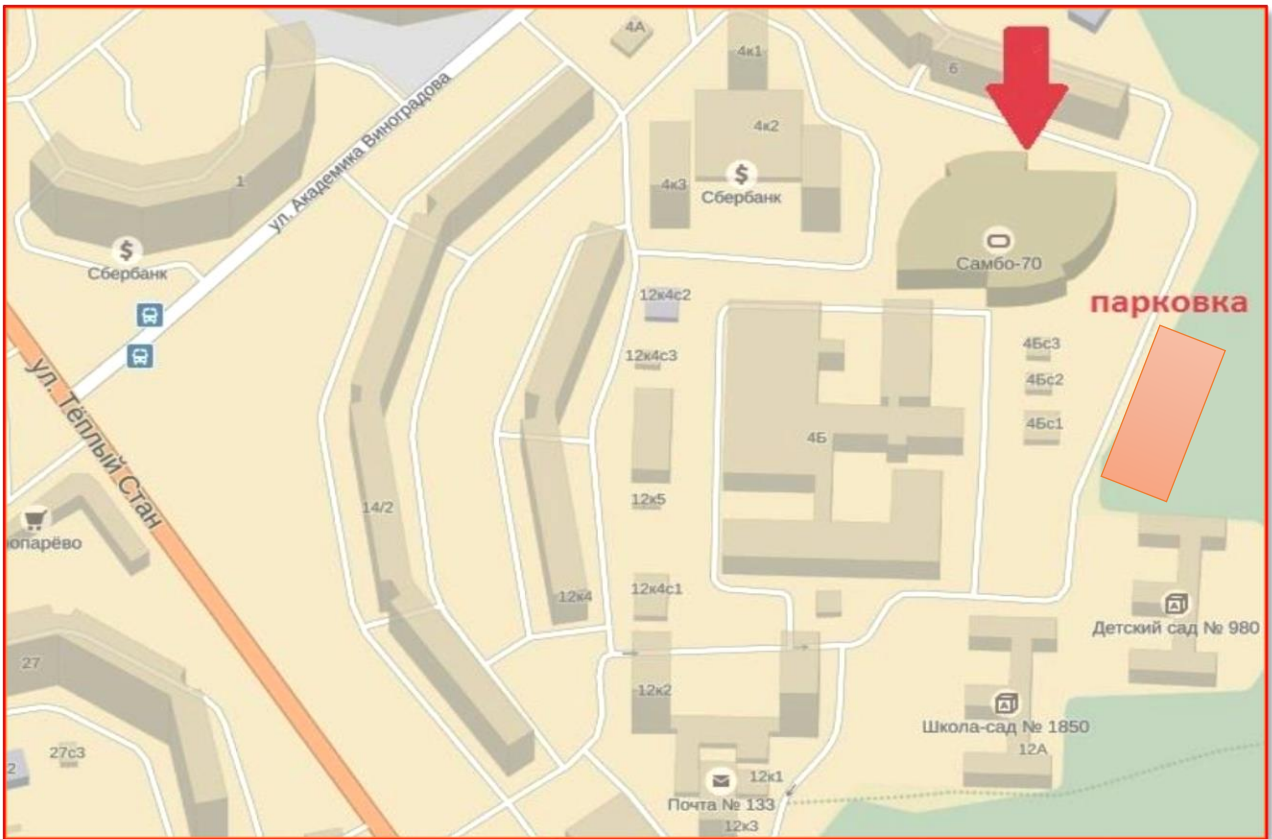 4А
4к1
6
ул. Академика Виноградова
4к2
1
4к3
$
Сбербанк
$
Сбербанк
Самбо-70
12к4с2
парковка
12к4с3
4Бс3
4Бс2
ул. Тёплый Стан
4Бс1
4Б
12к5
14/2
опарёво
12к4
12к4с1
Детский сад № 980
27
12к2
Школа-сад № 1850
12А
27с3
2
12к1
Почта № 133
12к3